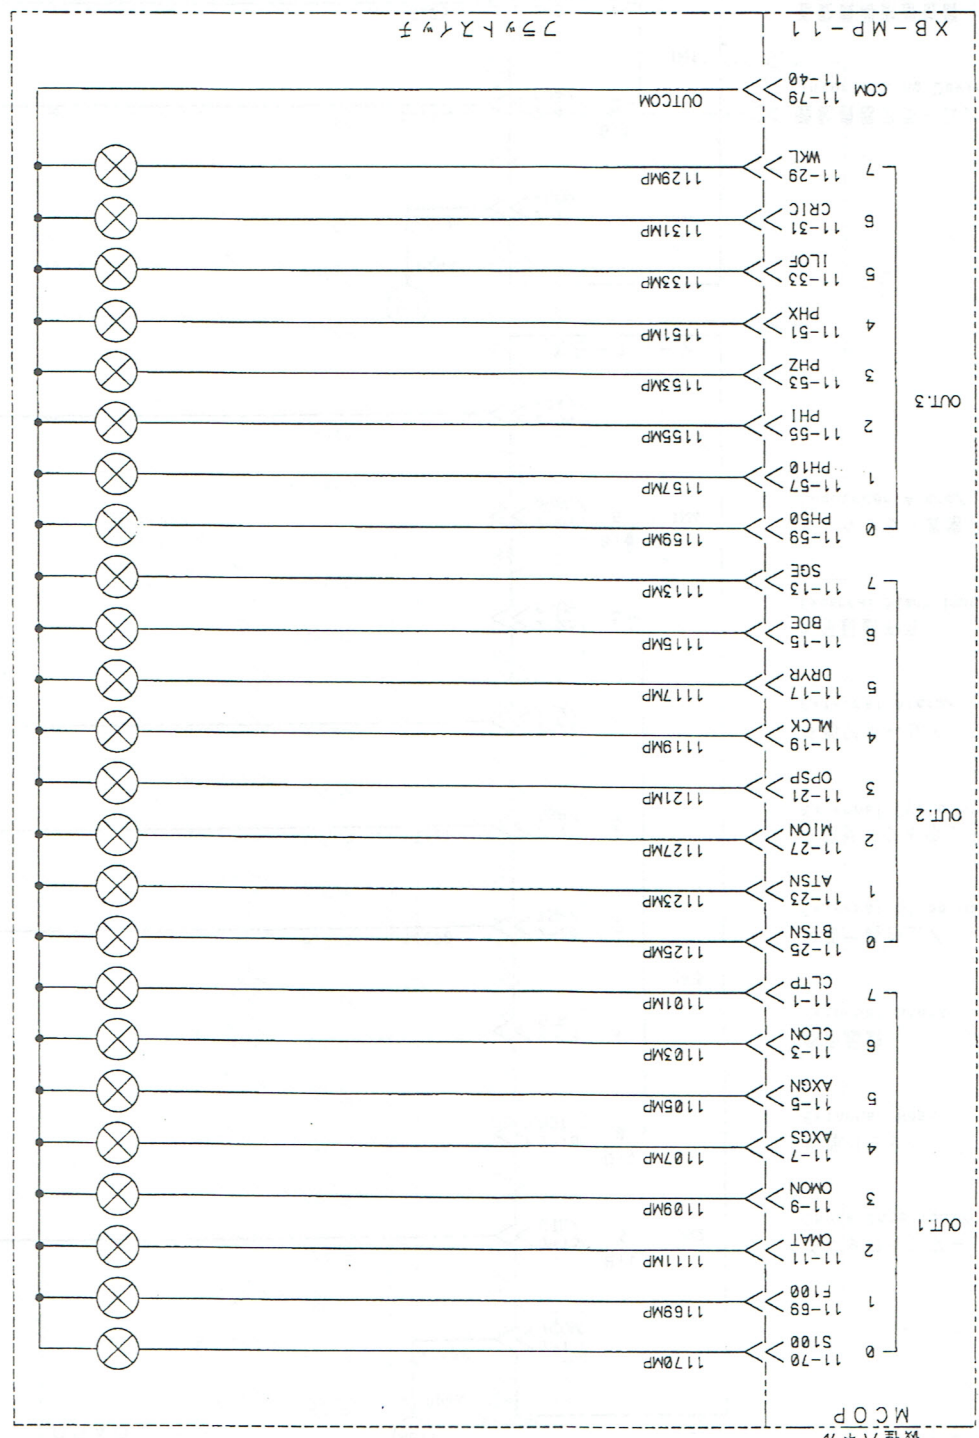 MCOP
OUT.1
0 11-70 1170MP
S100
1 11-69 1169MP
F100
2 11-11 1111MP
OMAT
3 11-9 1109MP
OMON
4 11-7 1107MP
AXGS
5 11-5 1105MP
AXGN
6 11-3 1103MP
CLON
7 11-1 1101MP
CLTP
OUT.2
0 11-25 1125MP
BTSN
1 11-23 1123MP
ATSN
2 11-27 1127MP
MION
3 11-21 1121MP
OPSP
4 11-19 1119MP
MLCK
5 11-17 1117MP
DRYR
6 11-15 1115MP
BDE
7 11-13 1113MP
SGE
OUT.3
0 11-59 1159MP
PH50
1 11-57 1157MP
PH10
2 11-55 1155MP
PHI
3 11-53 1153MP
PHZ
4 11-51 1151MP
PHX
5 11-33 1133MP
ILOF
6 11-31 1131MP
CRIC
7 11-29 1129MP
WKL
COM 11-79 OUTCOM
11-40
XB-MP-11
フラットスイッチ